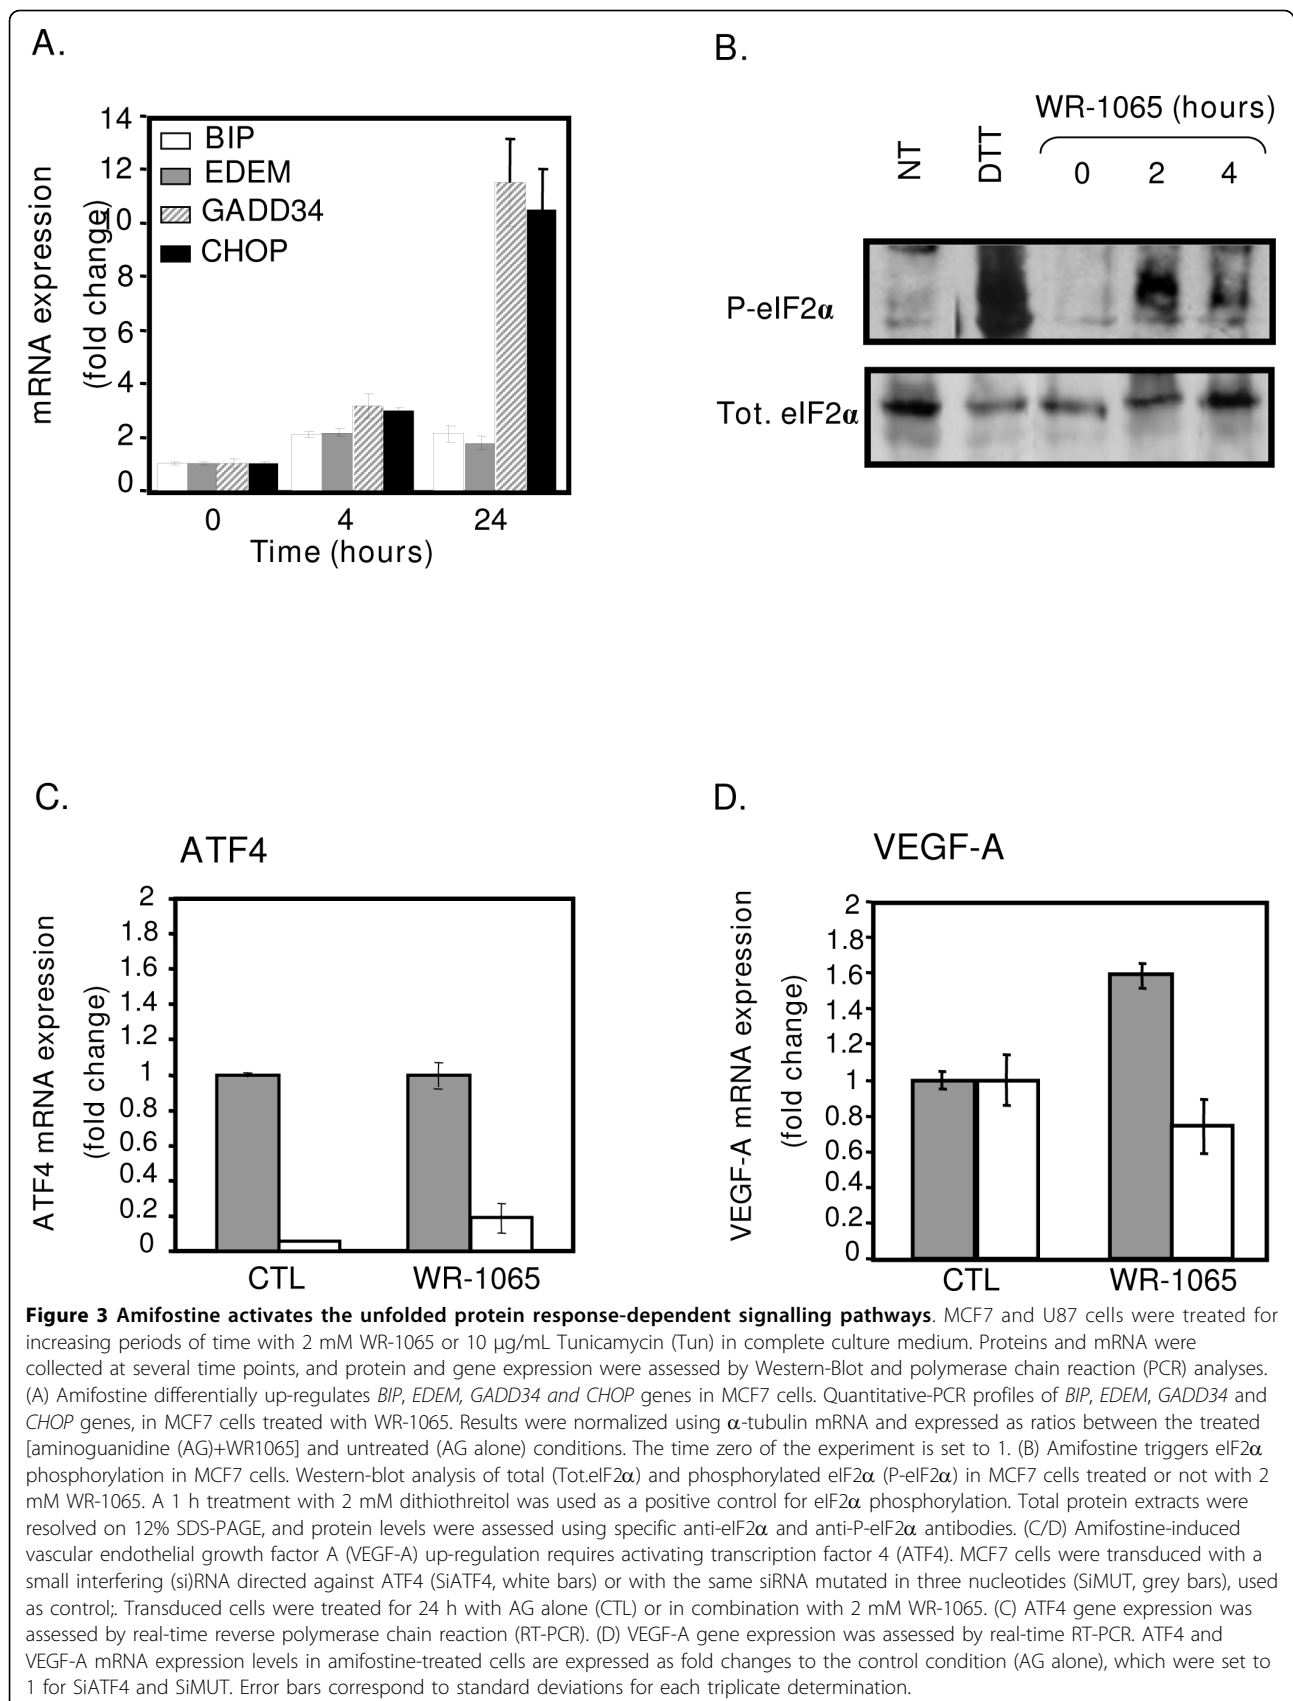 A.
mRNA expression
(fold change)
14
12
10
8
6
4
2
0
BIP
EDEM
GADD34
CHOP
0 4 24
Time (hours)
B.
WR-1065 (hours)
NT DTT 0 2 4
P-eIF2α
Tot. eIF2α
C.
ATF4
ATF4 mRNA expression
(fold change)
2
1.8
1.6
1.4
1.2
1
0.8
0.6
0.4
0.2
0
CTL WR-1065
D.
VEGF-A
VEGF-A mRNA expression
(fold change)
2
1.8
1.6
1.4
1.2
1
0.8
0.6
0.4
0.2
0
CTL WR-1065
Figure 3 Amifostine activates the unfolded protein response-dependent signalling pathways. MCF7 and U87 cells were treated for
increasing periods of time with 2 mM WR-1065 or 10 μg/mL Tunicamycin (Tun) in complete culture medium. Proteins and mRNA were
collected at several time points, and protein and gene expression were assessed by Western-Blot and polymerase chain reaction (PCR) analyses.
(A) Amifostine differentially up-regulates BIP, EDEM, GADD34 and CHOP genes in MCF7 cells. Quantitative-PCR profiles of BIP, EDEM, GADD34 and
CHOP genes, in MCF7 cells treated with WR-1065. Results were normalized using α-tubulin mRNA and expressed as ratios between the treated
[aminoguanidine (AG)+WR1065] and untreated (AG alone) conditions. The time zero of the experiment is set to 1. (B) Amifostine triggers eIF2α
phosphorylation in MCF7 cells. Western-blot analysis of total (Tot.eIF2α) and phosphorylated eIF2α (P-eIF2α) in MCF7 cells treated or not with 2
mM WR-1065. A 1 h treatment with 2 mM dithiothreitol was used as a positive control for eIF2α phosphorylation. Total protein extracts were
resolved on 12% SDS-PAGE, and protein levels were assessed using specific anti-eIF2α and anti-P-eIF2α antibodies. (C/D) Amifostine-induced
vascular endothelial growth factor A (VEGF-A) up-regulation requires activating transcription factor 4 (ATF4). MCF7 cells were transduced with a
small interfering (si)RNA directed against ATF4 (SiATF4, white bars) or with the same siRNA mutated in three nucleotides (SiMUT, grey bars), used
as control;. Transduced cells were treated for 24 h with AG alone (CTL) or in combination with 2 mM WR-1065. (C) ATF4 gene expression was
assessed by real-time reverse polymerase chain reaction (RT-PCR). (D) VEGF-A gene expression was assessed by real-time RT-PCR. ATF4 and
VEGF-A mRNA expression levels in amifostine-treated cells are expressed as fold changes to the control condition (AG alone), which were set to
1 for SiATF4 and SiMUT. Error bars correspond to standard deviations for each triplicate determination.